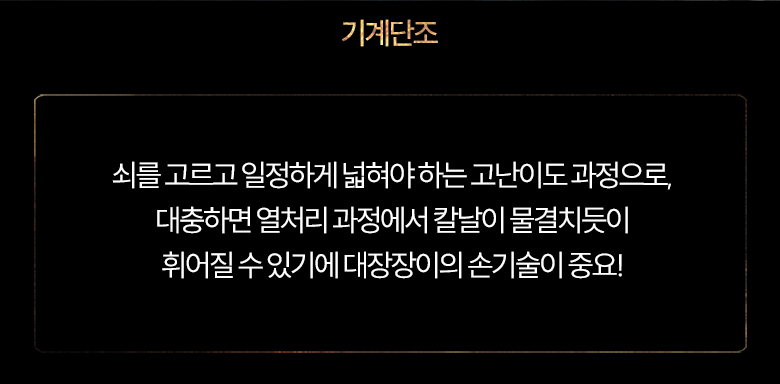 기계단조
쇠를 고르고 일정하게 넓혀야 하는 고난이도 과정으로,
대충하면 열처리 과정에서 칼날이 물결치듯이
휘어질 수 있기에 대장장이의 손기술이 중요!